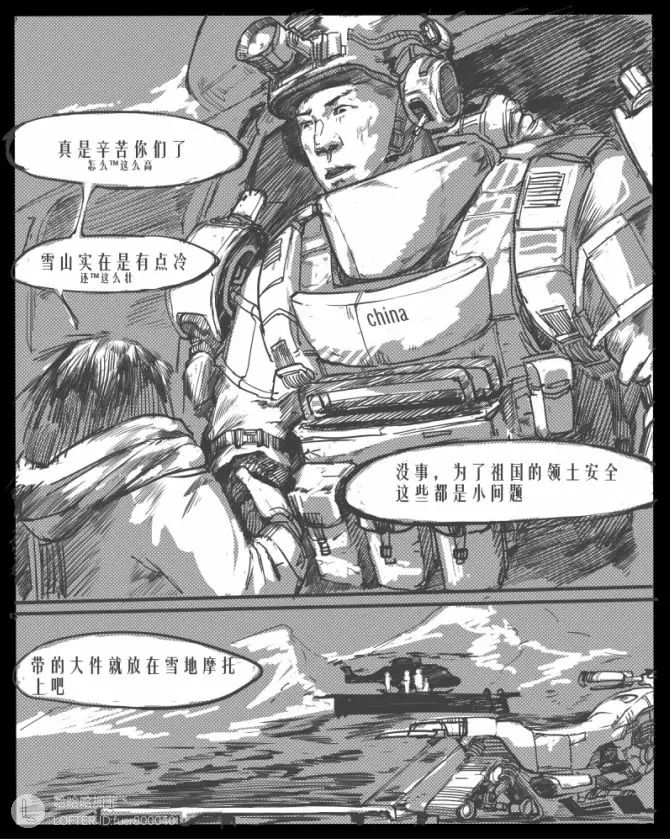 真是辛苦你们了
怎么™这么高
雪山实在是有点冷
还™这么壮
china
没事，为了祖国的领土安全
这些都是小问题
带的大件就放在雪地摩托
上吧